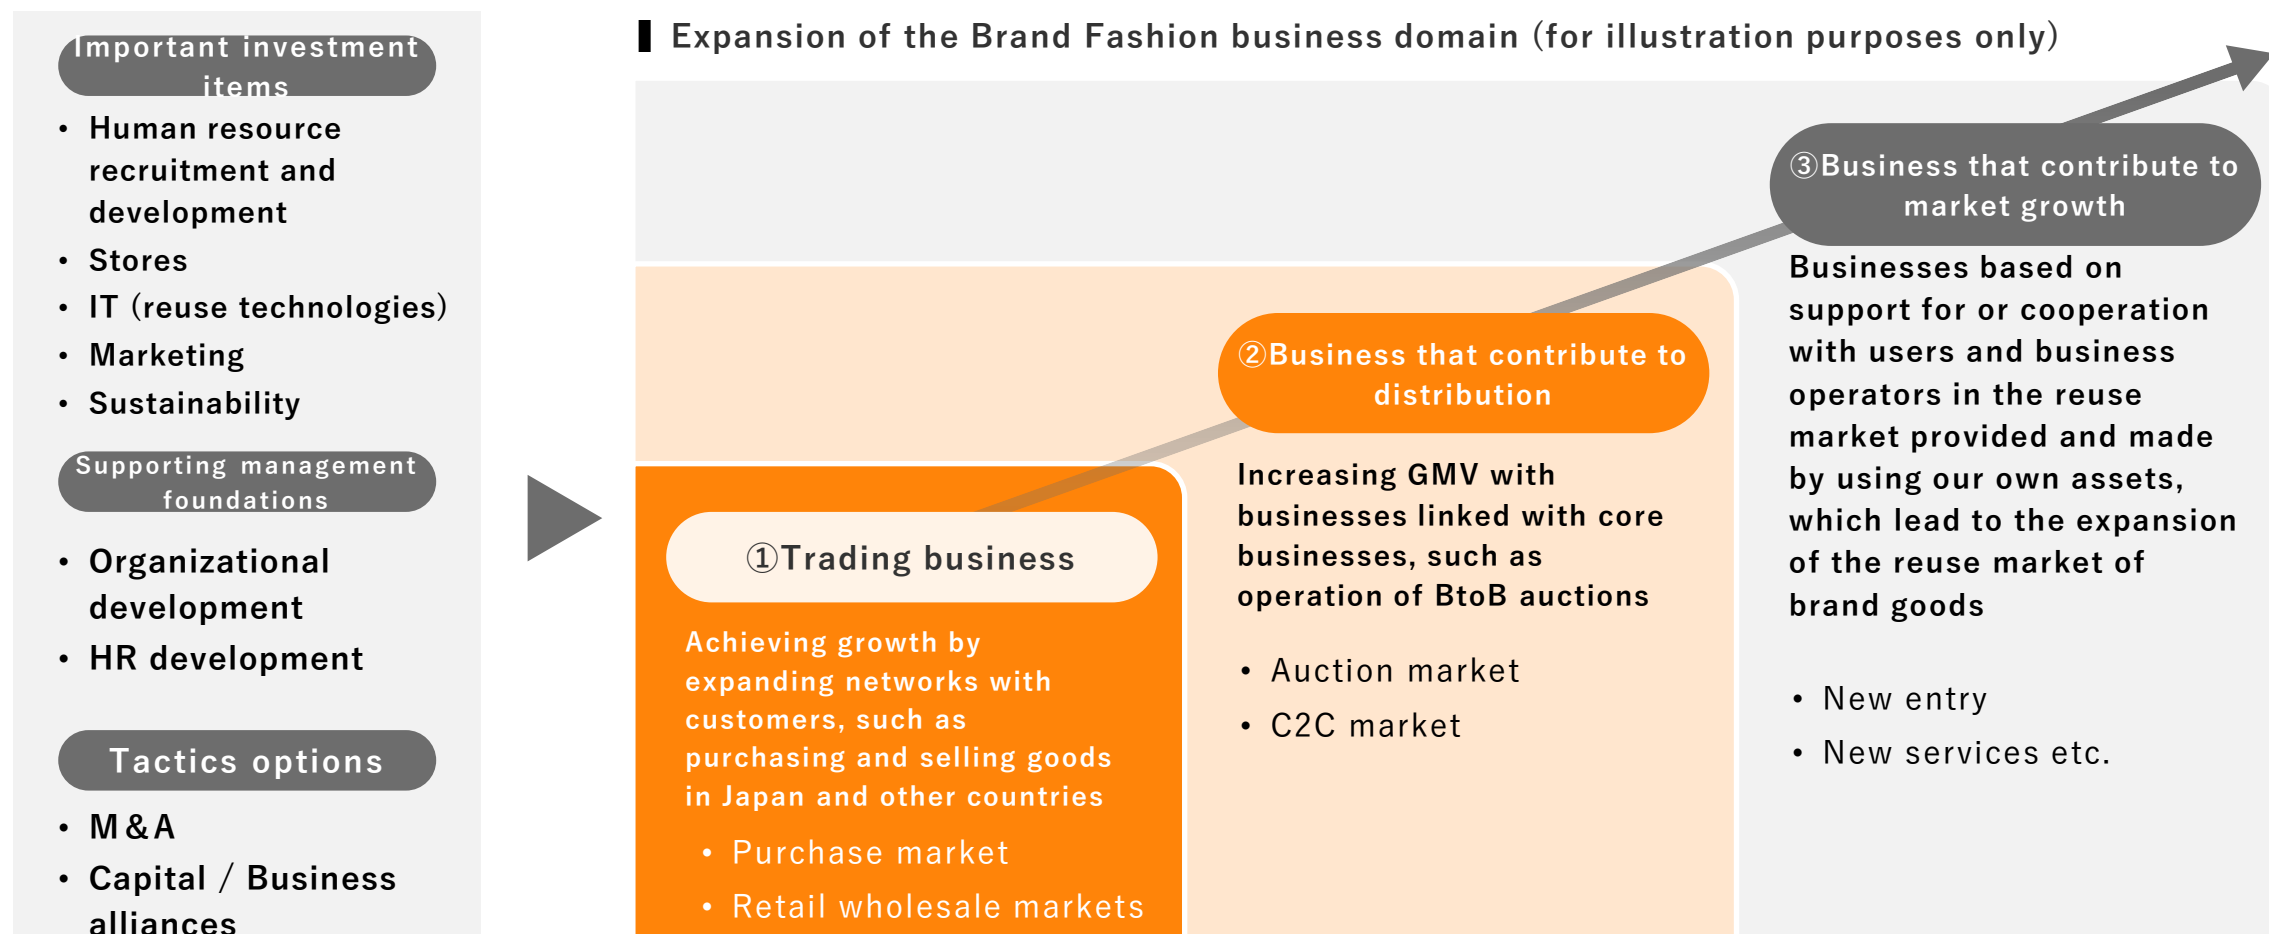 Important investment
items
• Human resource
recruitment and
development
• Stores
• IT (reuse technologies)
• Marketing
• Sustainability
Supporting management
foundations
• Organizational
development
• HR development
Tactics options
• M&A
• Capital / Business
alliances
Expansion of the Brand Fashion business domain (for illustration purposes only)
①Trading business
Achieving growth by
expanding networks with
customers, such as
purchasing and selling goods
in Japan and other countries
• Purchase market
• Retail wholesale markets
②Business that contribute to
distribution
Increasing GMV with
businesses linked with core
businesses, such as
operation of BtoB auctions
• Auction market
• C2C market
③Business that contribute to
market growth
Businesses based on
support for or cooperation
with users and business
operators in the reuse
market provided and made
by using our own assets,
which lead to the expansion
of the reuse market of
brand goods
• New entry
• New services etc.